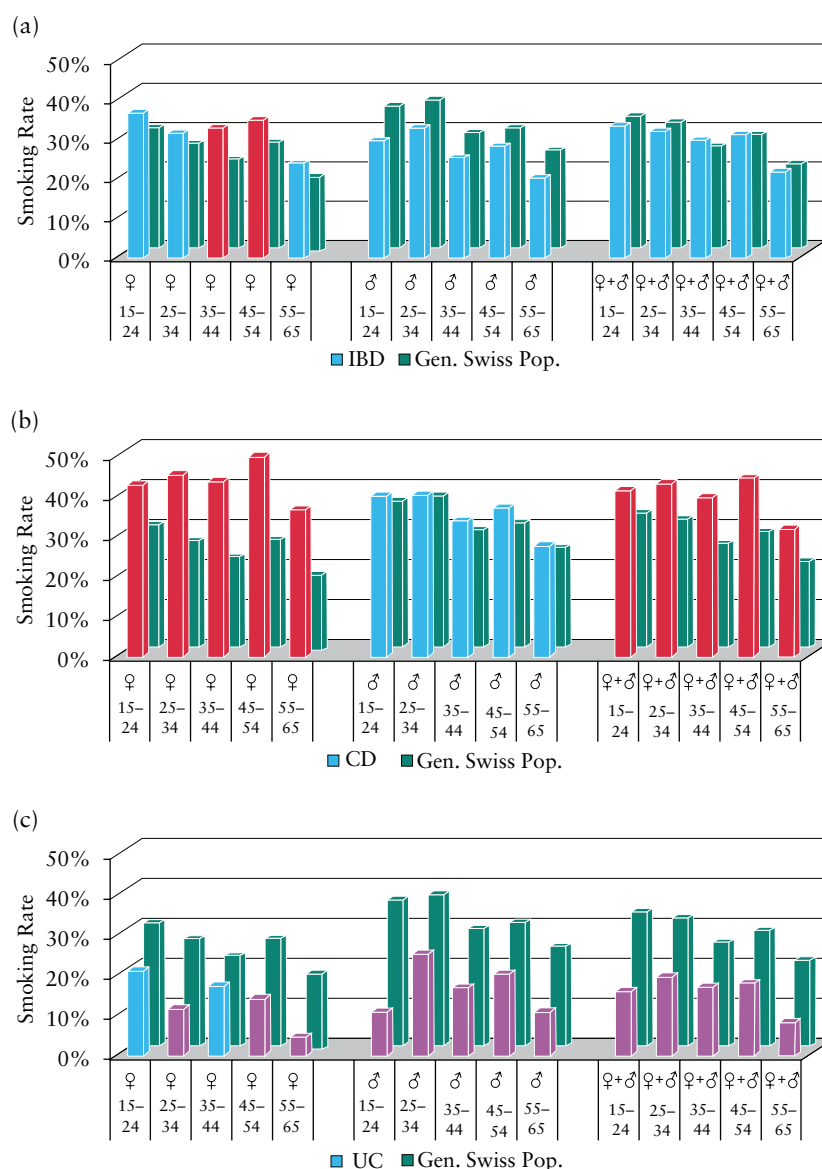 (a)
50%
40%
30%
20%
10%
0%
Smoking Rate
♀ ♀ ♀ ♀ ♀ ♂ ♂ ♂ ♂ ♂ ♀+♂ ♀+♂ ♀+♂ ♀+♂ ♀+♂
15– 25– 35– 45– 55– 15– 25– 35– 45– 55– 15– 25– 35– 45– 55–
24 34 44 54 65 24 34 44 54 65 24 34 44 54 65
IBD Gen. Swiss Pop.
(b)
50%
40%
30%
20%
10%
0%
Smoking Rate
♀ ♀ ♀ ♀ ♀ ♂ ♂ ♂ ♂ ♂ ♀+♂ ♀+♂ ♀+♂ ♀+♂ ♀+♂
15– 25– 35– 45– 55– 15– 25– 35– 45– 55– 15– 25– 35– 45– 55–
24 34 44 54 65 24 34 44 54 65 24 34 44 54 65
CD Gen. Swiss Pop.
(c)
50%
40%
30%
20%
10%
0%
Smoking Rate
♀ ♀ ♀ ♀ ♀ ♂ ♂ ♂ ♂ ♂ ♀+♂ ♀+♂ ♀+♂ ♀+♂ ♀+♂
15– 25– 35– 45– 55– 15– 25– 35– 45– 55– 15– 25– 35– 45– 55–
24 34 44 54 65 24 34 44 54 65 24 34 44 54 65
UC Gen. Swiss Pop.